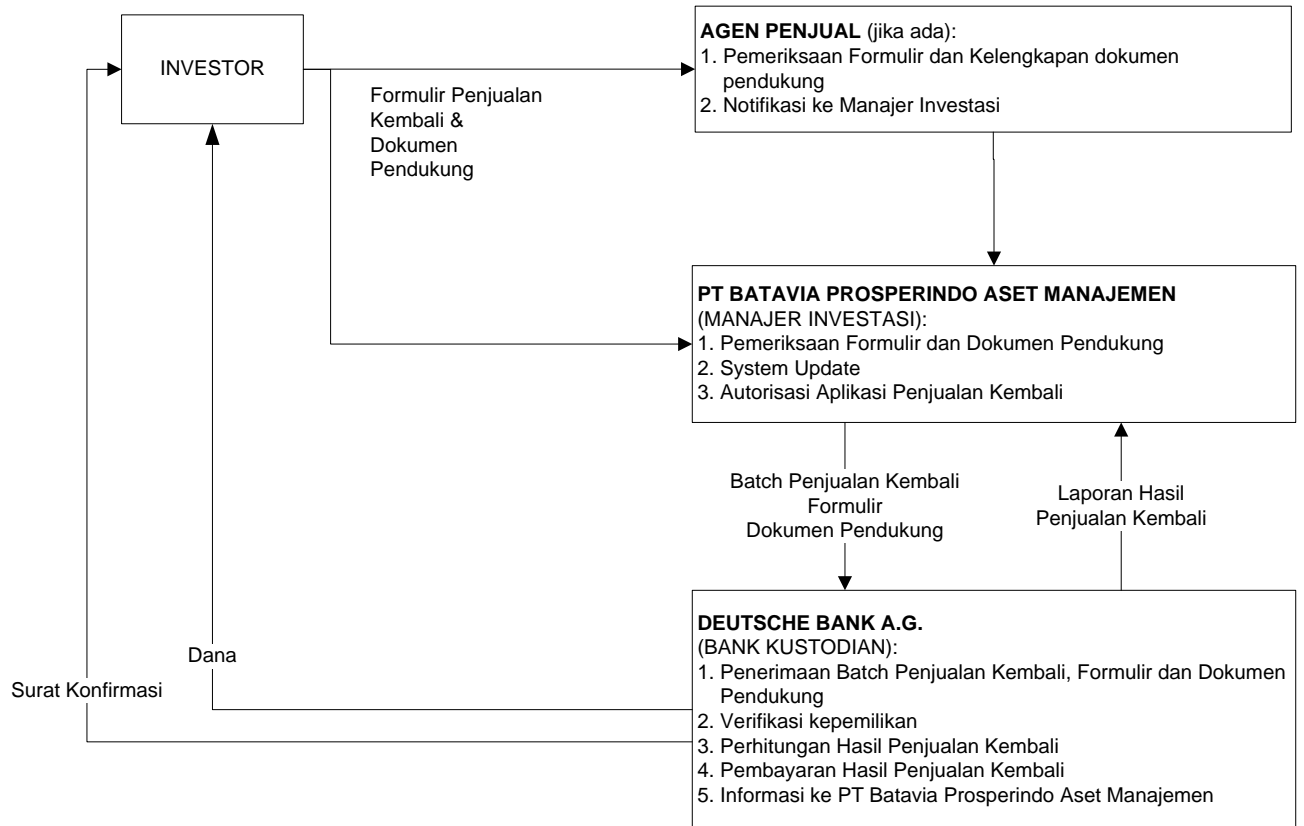 INVESTOR
Formulir Penjualan
Kembali &
Dokumen
Pendukung
AGEN PENJUAL (jika ada):
1. Pemeriksaan Formulir dan Kelengkapan dokumen
pendukung
2. Notifikasi ke Manajer Investasi
PT BATAVIA PROSPERINDO ASET MANAJEMEN
(MANAJER INVESTASI):
1. Pemeriksaan Formulir dan Dokumen Pendukung
2. System Update
3. Autorisasi Aplikasi Penjualan Kembali
Batch Penjualan Kembali
Formulir
Dokumen Pendukung
Laporan Hasil
Penjualan Kembali
DEUTSCHE BANK A.G.
(BANK KUSTODIAN):
1. Penerimaan Batch Penjualan Kembali, Formulir dan Dokumen
Pendukung
2. Verifikasi kepemilikan
3. Perhitungan Hasil Penjualan Kembali
4. Pembayaran Hasil Penjualan Kembali
5. Informasi ke PT Batavia Prosperindo Aset Manajemen
Dana
Surat Konfirmasi